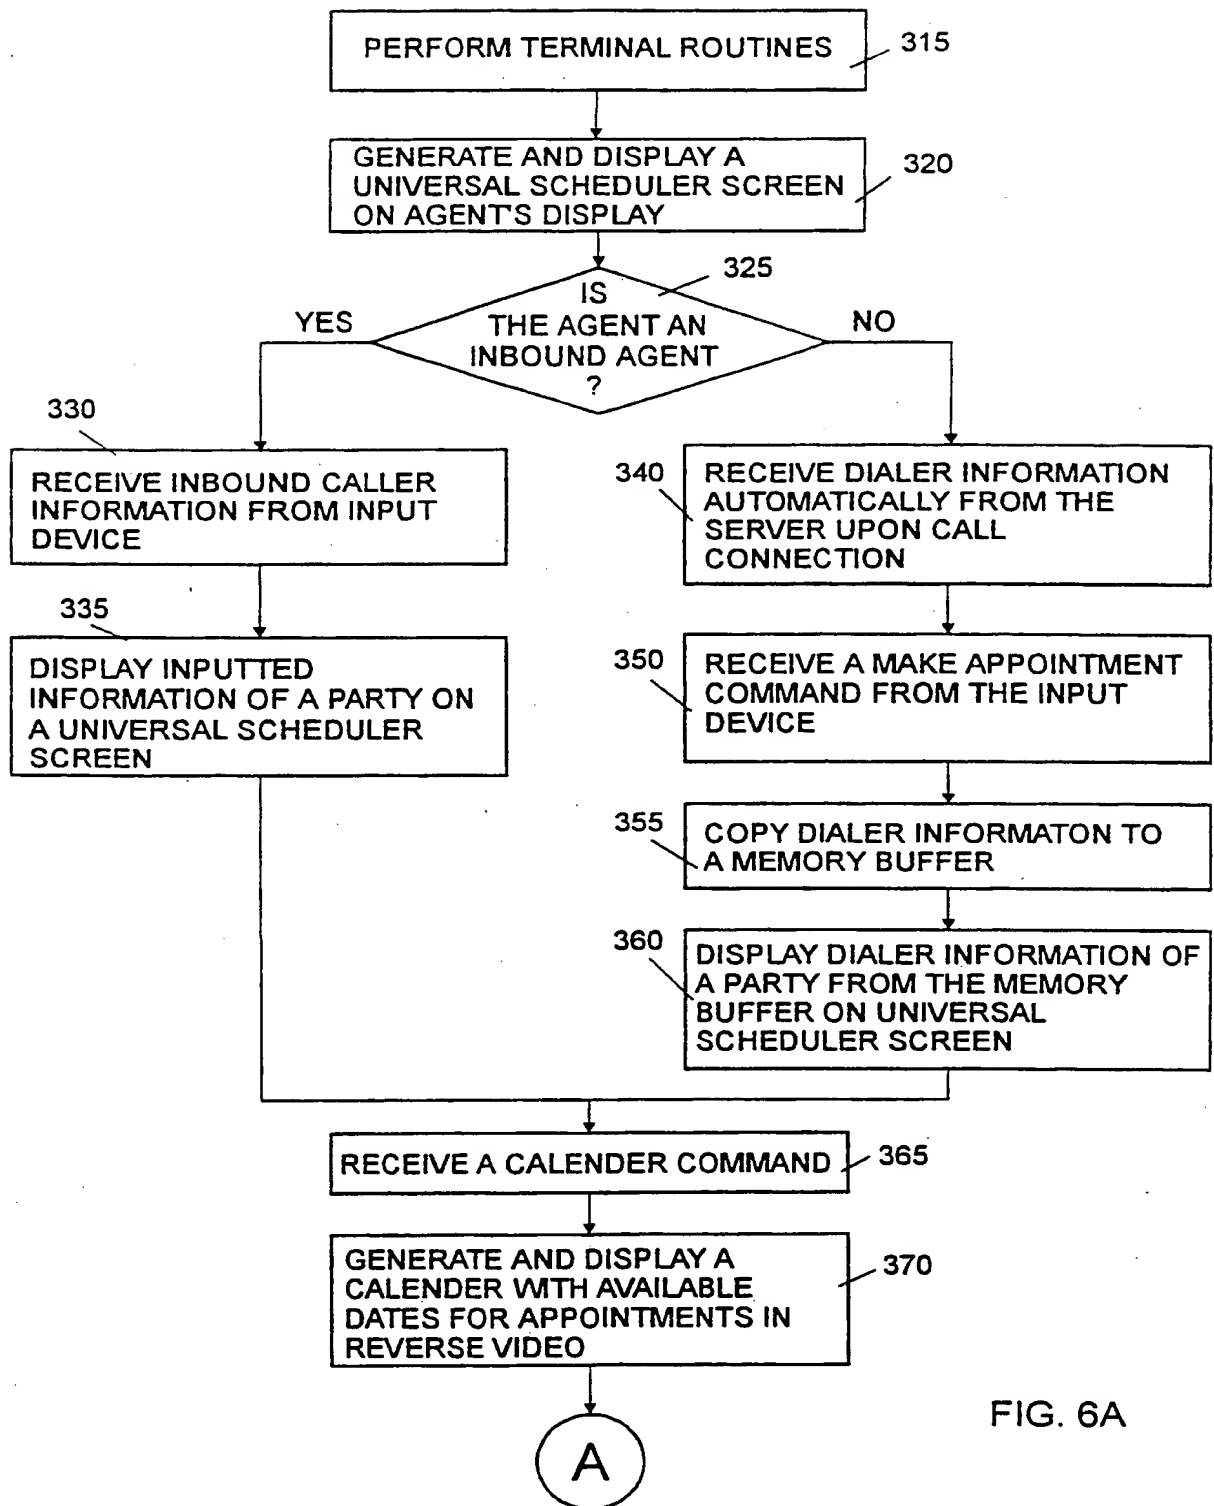 PERFORM TERMINAL ROUTINES
315
GENERATE AND DISPLAY A
UNIVERSAL SCHEDULER SCREEN
ON AGENT'S DISPLAY
320
325
IS
THE AGENT AN
INBOUND AGENT
?
YES
NO
330
RECEIVE INBOUND CALLER
INFORMATION FROM INPUT
DEVICE
335
DISPLAY INPUTTED
INFORMATION OF A PARTY ON
A UNIVERSAL SCHEDULER
SCREEN
340
RECEIVE DIALER INFORMATION
AUTOMATICALLY FROM THE
SERVER UPON CALL
CONNECTION
350
RECEIVE A MAKE APPOINTMENT
COMMAND FROM THE INPUT
DEVICE
355
COPY DIALER INFORMATON TO
A MEMORY BUFFER
360
DISPLAY DIALER INFORMATION OF
A PARTY FROM THE MEMORY
BUFFER ON UNIVERSAL
SCHEDULER SCREEN
RECEIVE A CALENDER COMMAND
365
GENERATE AND DISPLAY A
CALENDER WITH AVAILABLE
DATES FOR APPOINTMENTS IN
REVERSE VIDEO
370
A
FIG. 6A